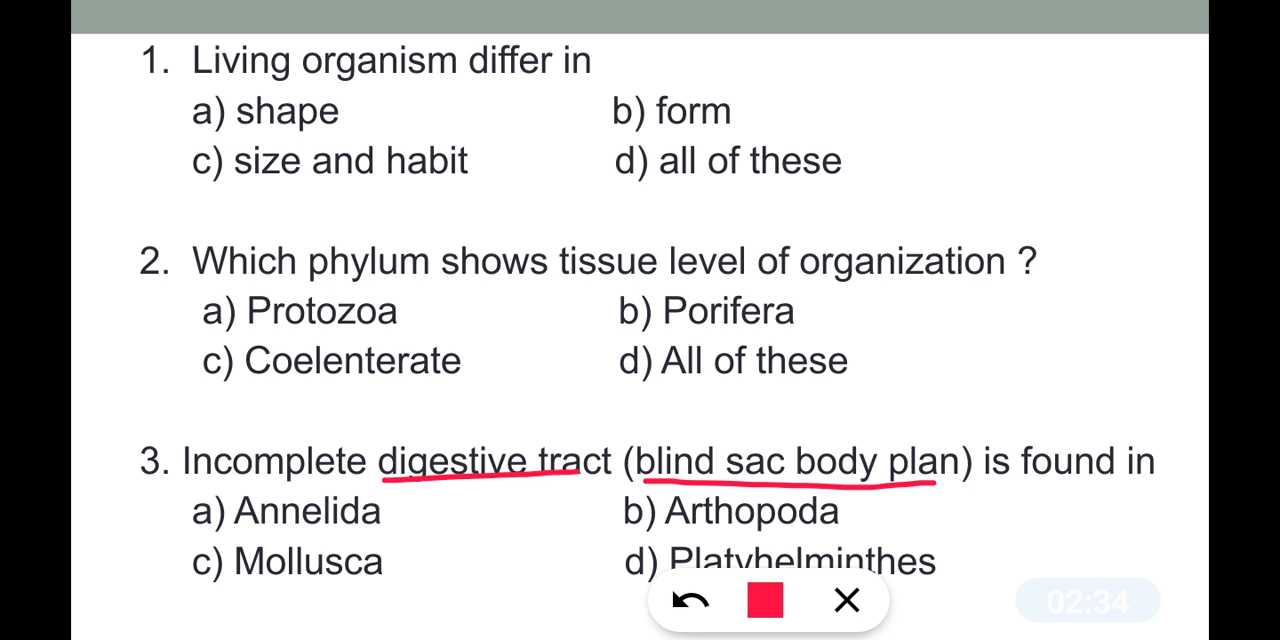 1. Living organism differ in
a) shape b) form
c) size and habit d) all of these
2. Which phylum shows tissue level of organization ?
a) Protozoa b) Porifera
c) Coelenterate d) All of these
3. Incomplete digestive tract (blind sac body plan) is found in
a) Annelida b) Arthopoda
c) Mollusca d) Platyhelminthes
02:34